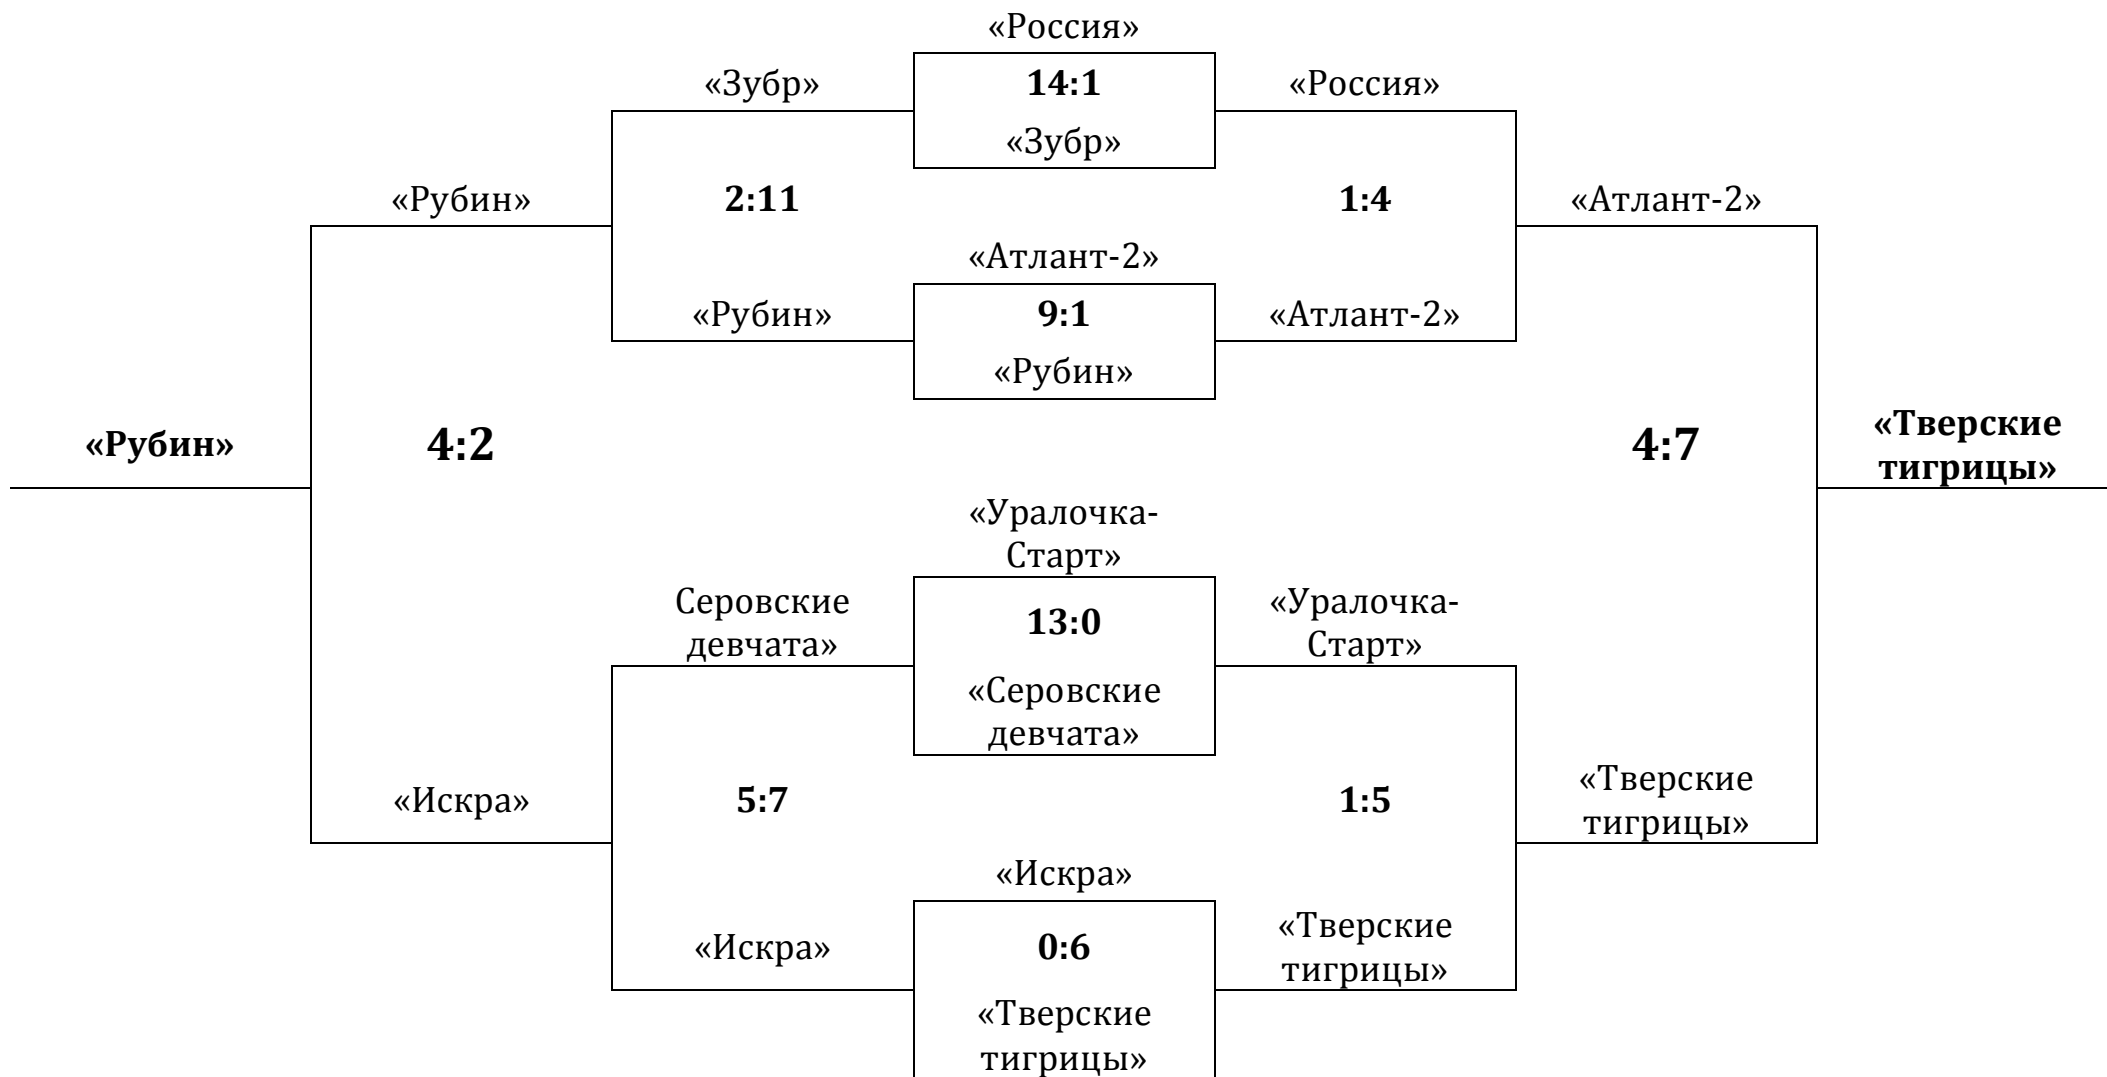 «Россия»
«Зубр» 14:1 «Россия»
«Зубр»
«Рубин» 2:11 1:4 «Атлант-2»
«Атлант-2»
«Рубин» 9:1 «Атлант-2»
«Рубин»
«Рубин» 4:2 4:7 «Тверские
тигрицы»
«Уралочка-
Старт»
Серовские
девчата»
13:0
«Уралочка-
Старт»
«Серовские
девчата»
«Искра» 5:7 1:5 «Тверские
тигрицы»
«Искра»
«Искра» 0:6 «Тверские
тигрицы»
«Тверские
тигрицы»